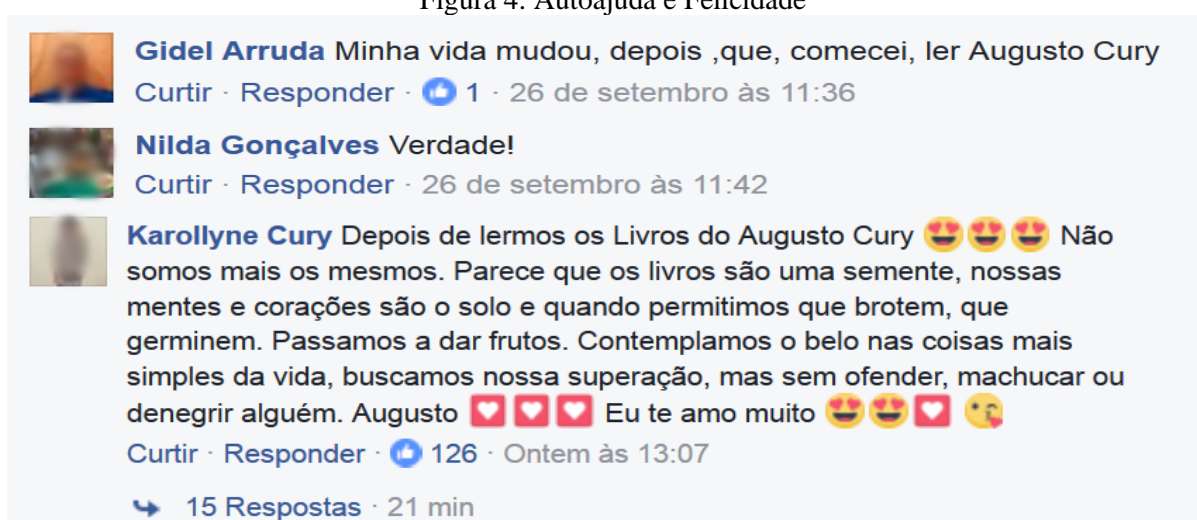 Figura 4: Autoajuda e Felicidade
Gidel Arruda Minha vida mudou, depois ,que, comecei, ler Augusto Cury
Curtir · Responder · 1 · 26 de setembro às 11:36
Nilda Gonçalves Verdade!
Curtir · Responder · 26 de setembro às 11:42
Karollyne Cury Depois de lermos os Livros do Augusto Cury 😍😍😍 Não
somos mais os mesmos. Parece que os livros são uma semente, nossas
mentes e corações são o solo e quando permitimos que brotem, que
germinem. Passamos a dar frutos. Contemplamos o belo nas coisas mais
simples da vida, buscamos nossa superação, mas sem ofender, machucar ou
denegrir alguém. Augusto 💟💟💟 Eu te amo muito 😍😍💟 😘
Curtir · Responder · 126 · Ontem às 13:07
15 Respostas · 21 min